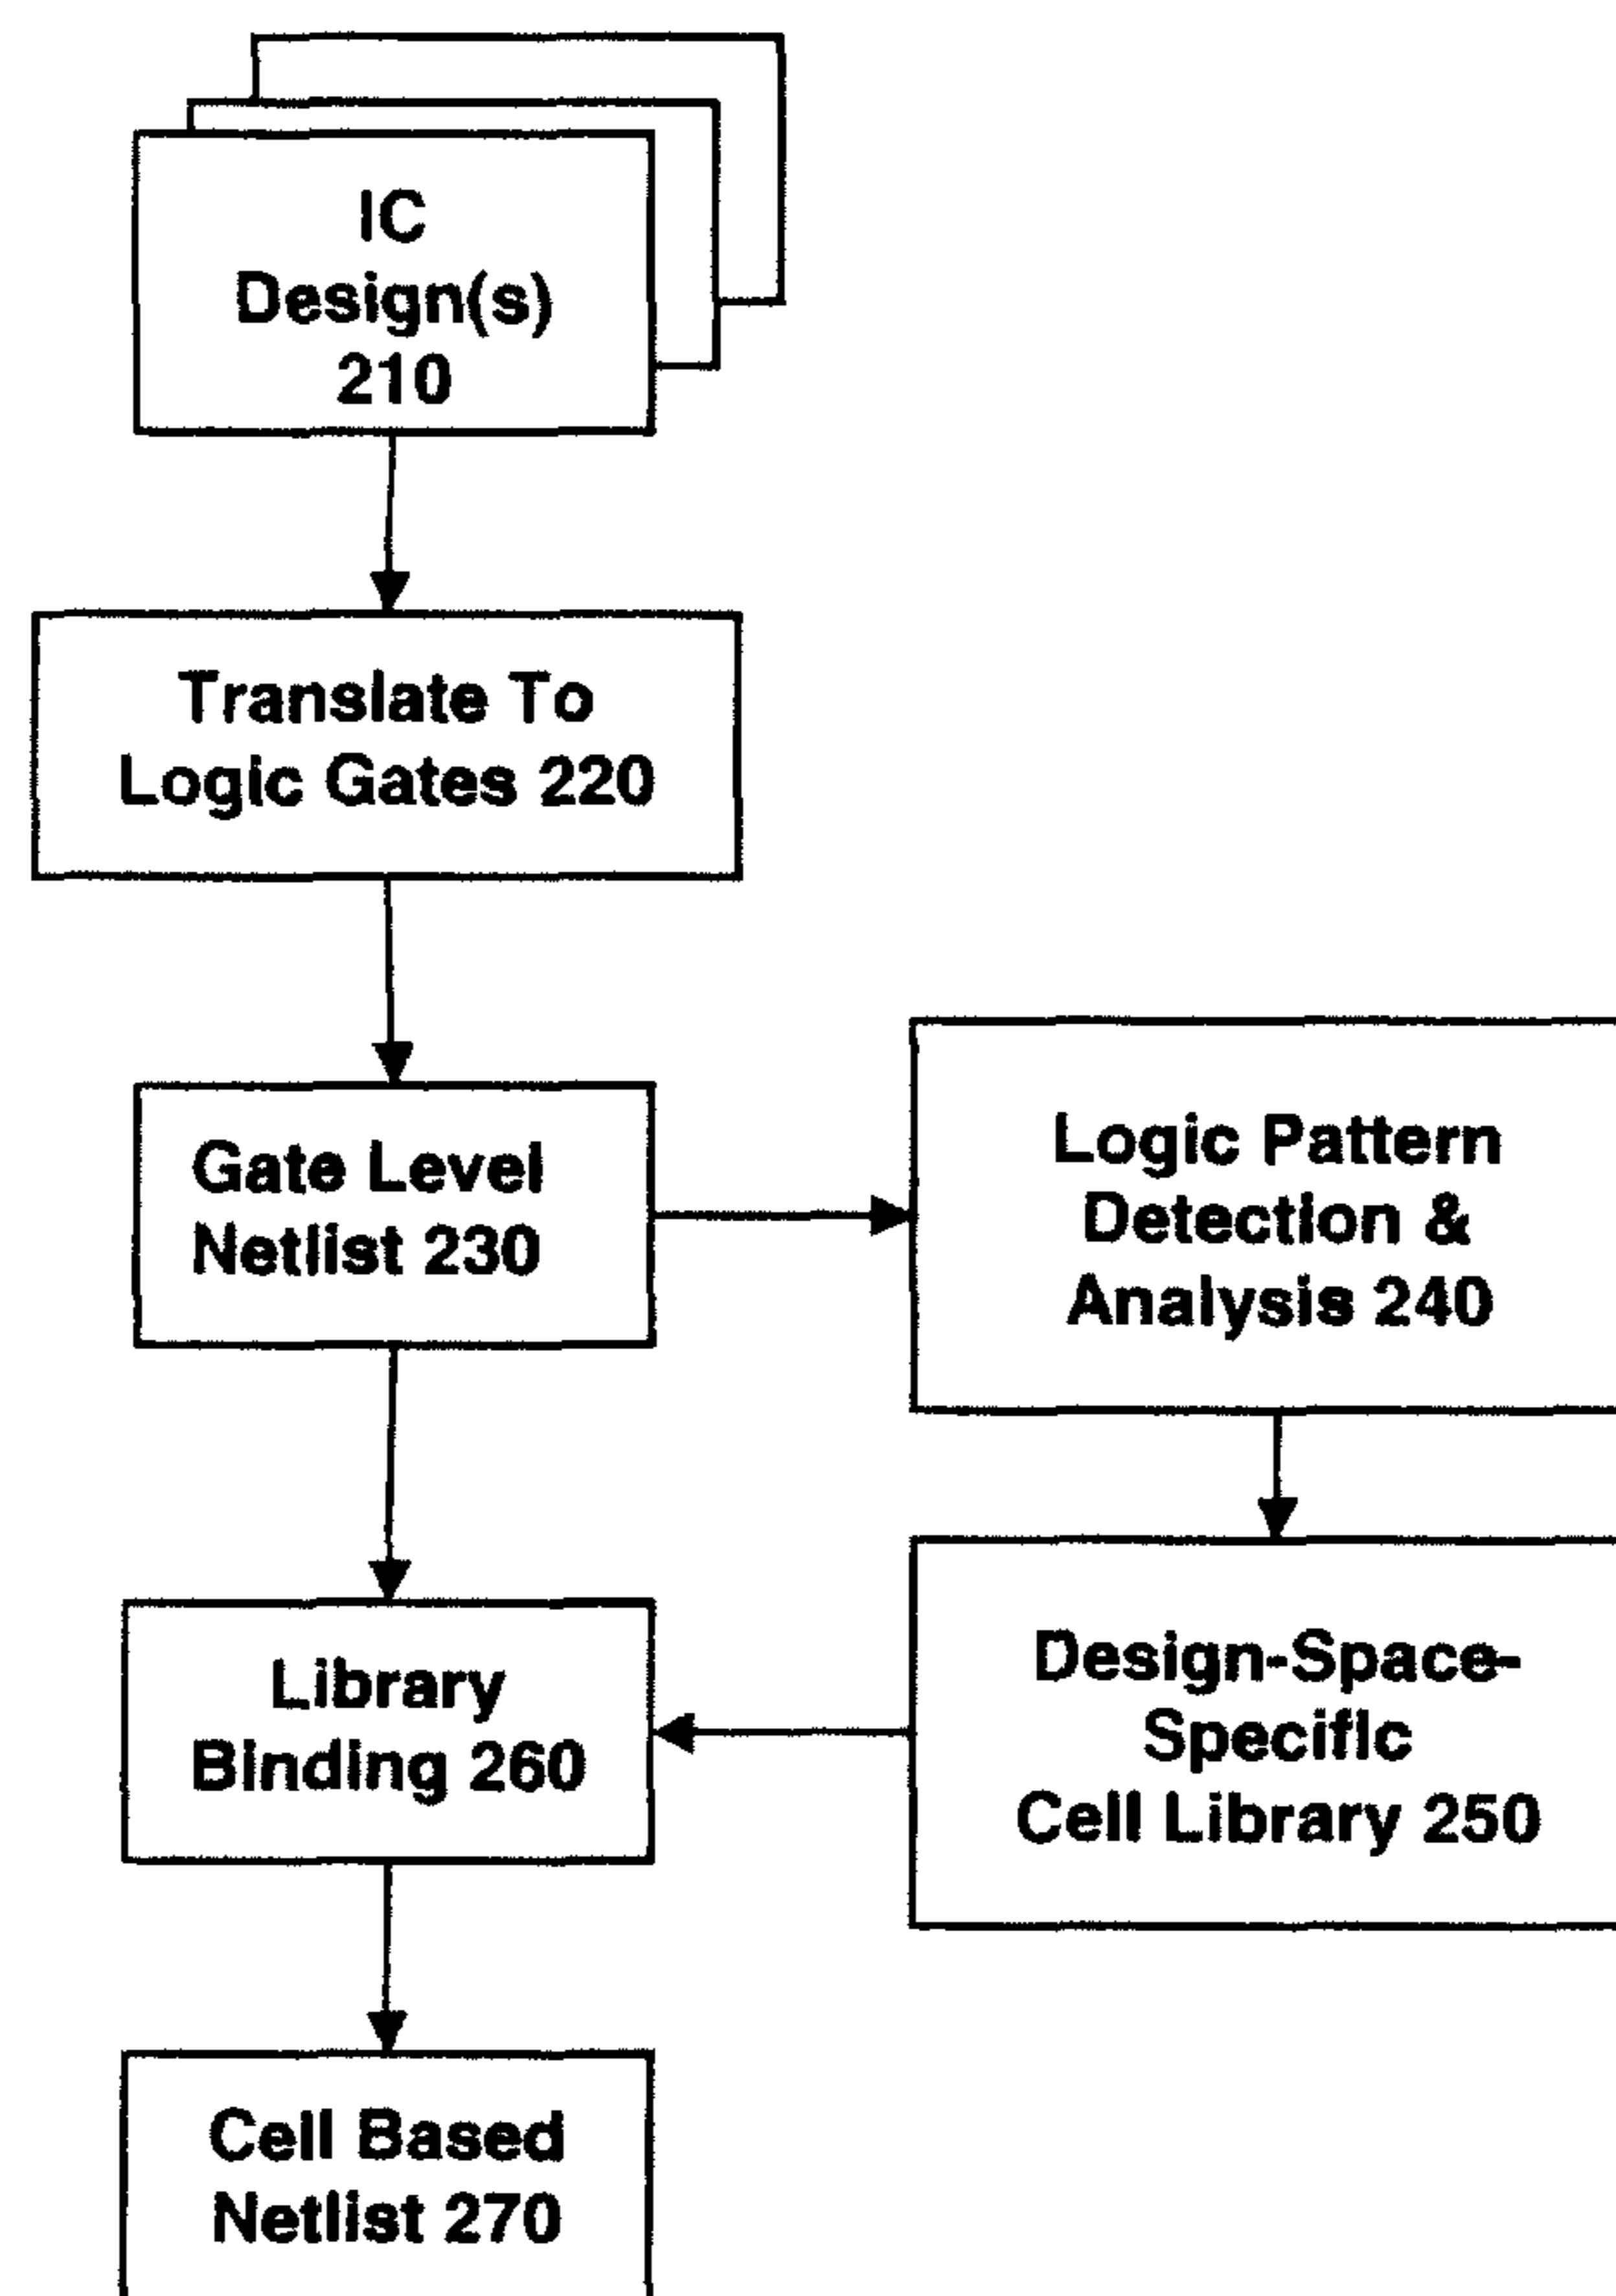 IC
Design(s)
210
Translate To
Logic Gates 220
Gate Level
Netlist 230
Logic Pattern
Detection &
Analysis 240
Library
Binding 260
Design-Space-
Specific
Cell Library 250
Cell Based
Netlist 270